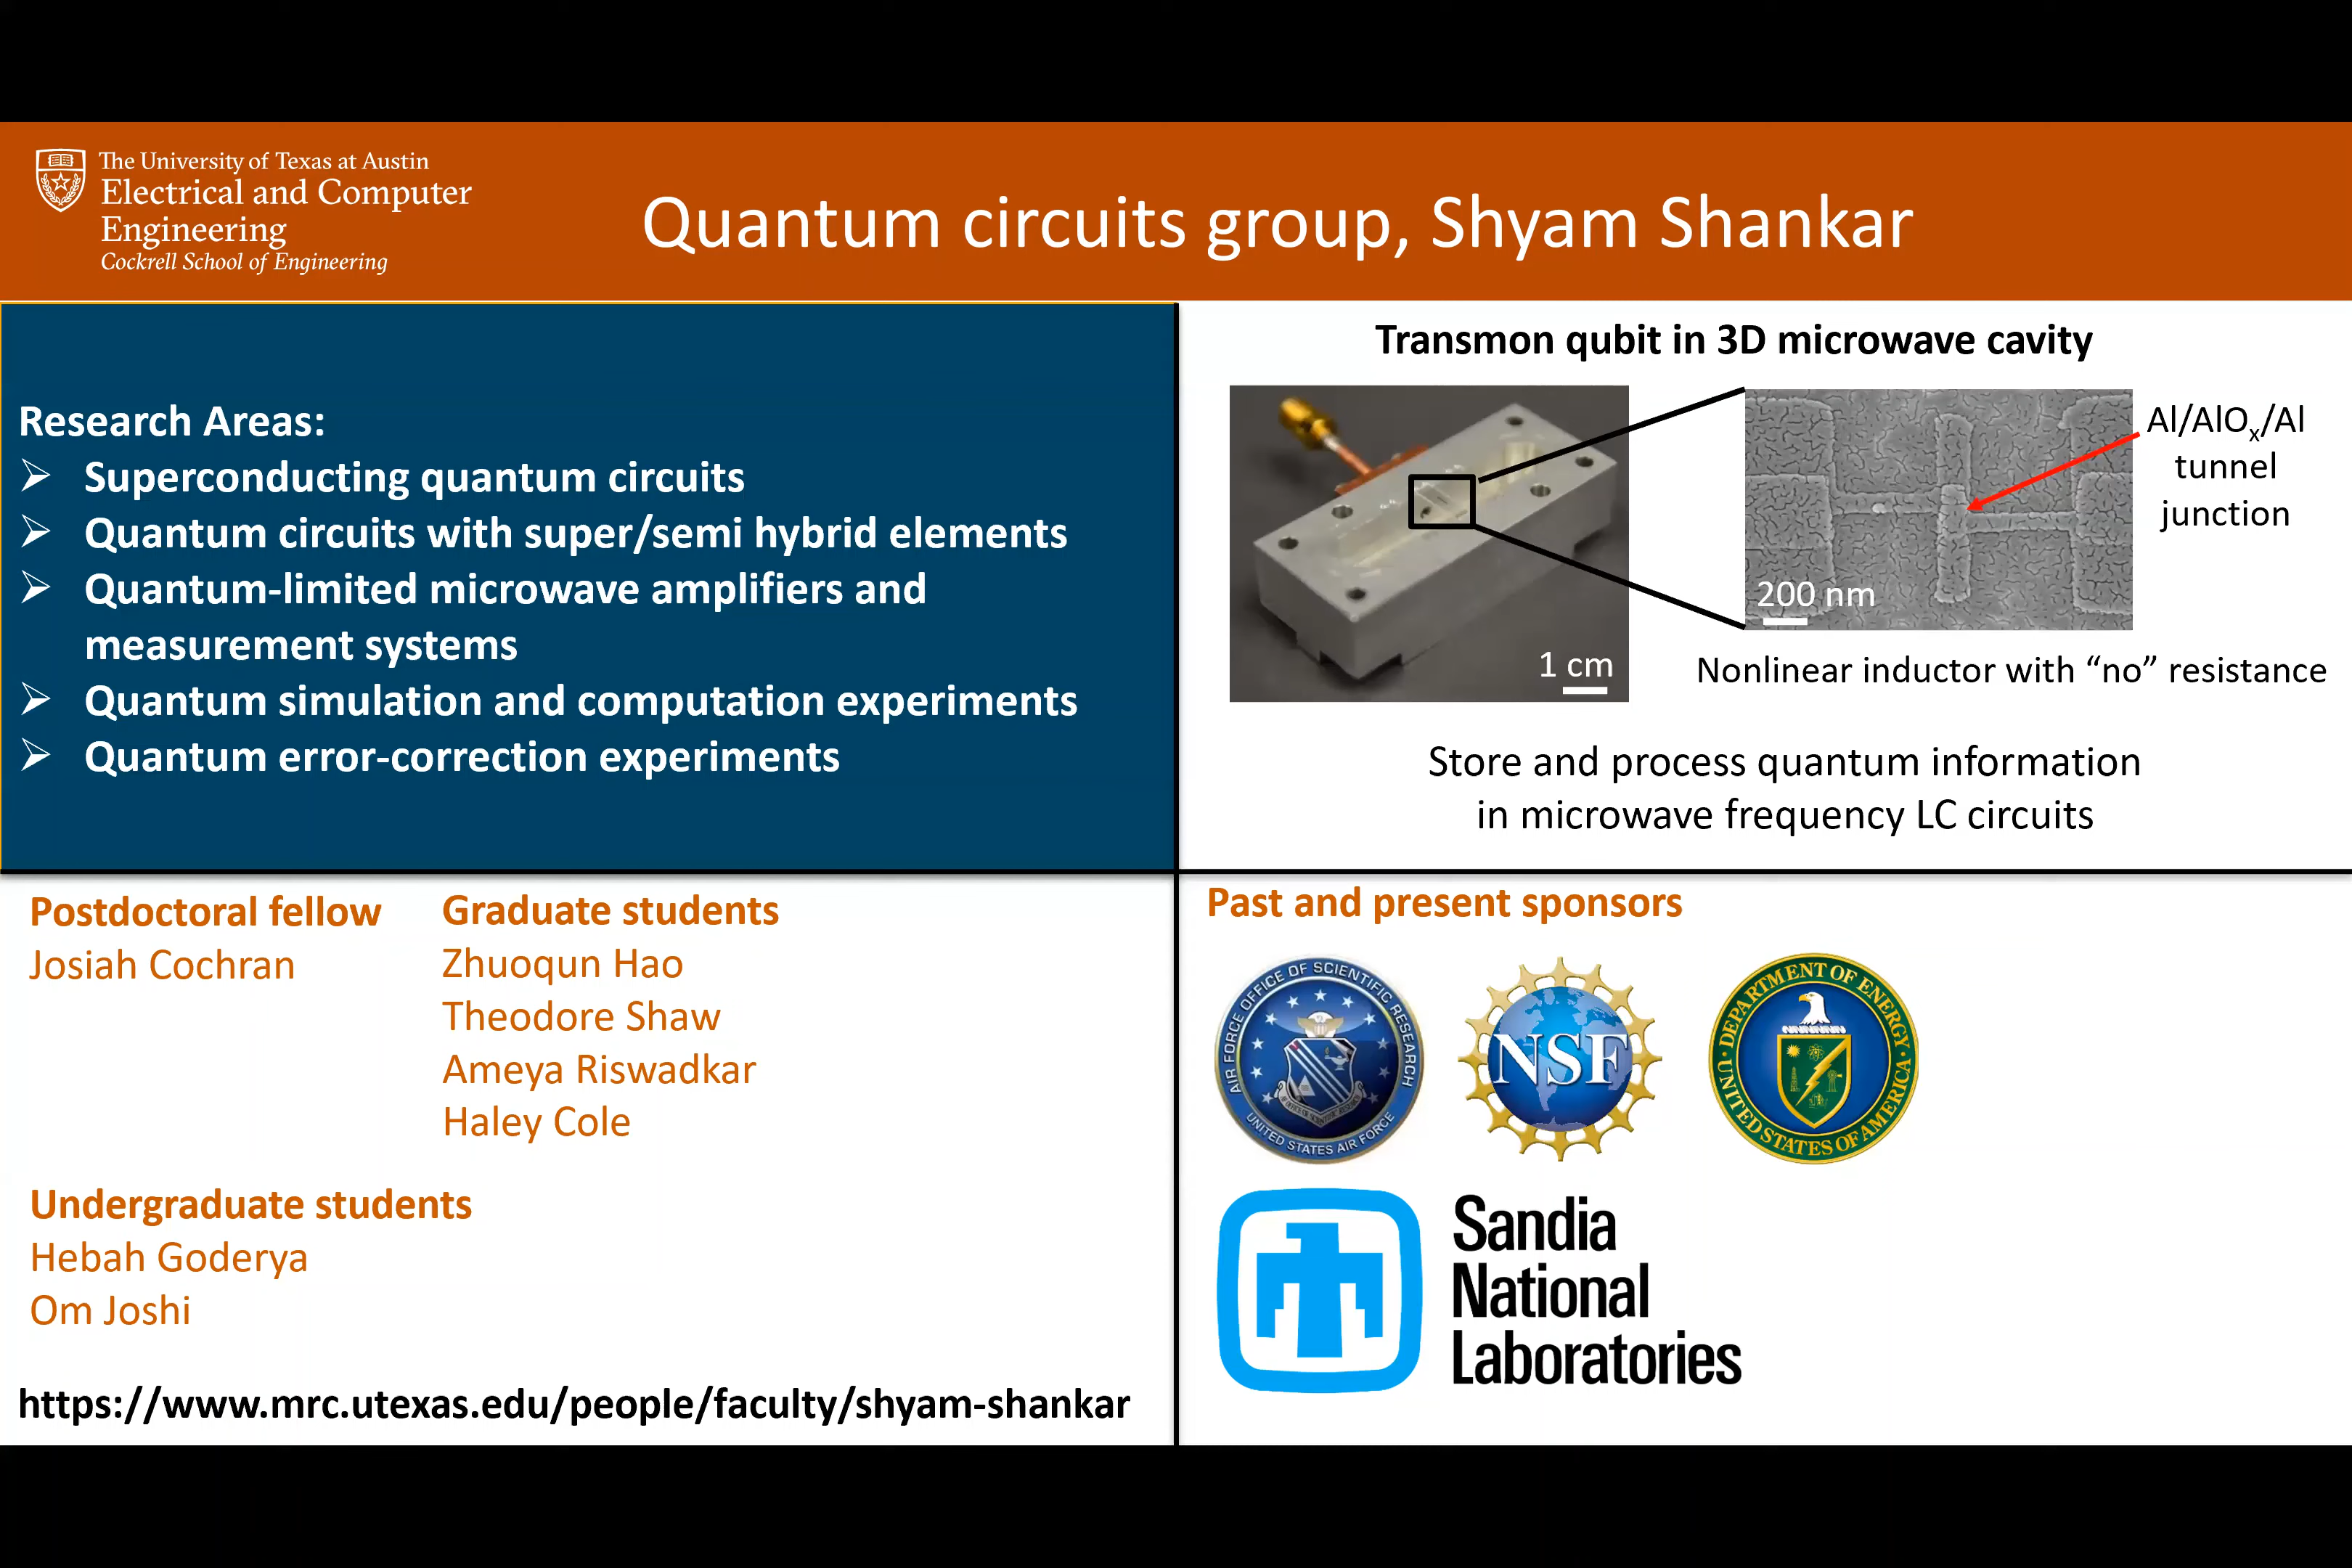 The University of Texas at Austin
Electrical and Computer
Engineering
Cockrell School of Engineering
Quantum circuits group, Shyam Shankar
Research Areas:
Superconducting quantum circuits
Quantum circuits with super/semi hybrid elements
Quantum-limited microwave amplifiers and
measurement systems
Quantum simulation and computation experiments
Quantum error-correction experiments
Transmon qubit in 3D microwave cavity
1 cm
200 nm
Al/AlOx/Al
tunnel
junction
Nonlinear inductor with “no” resistance
Store and process quantum information
in microwave frequency LC circuits
Postdoctoral fellow
Josiah Cochran
Graduate students
Zhuoqun Hao
Theodore Shaw
Ameya Riswadkar
Haley Cole
Undergraduate students
Hebah Goderya
Om Joshi
https://www.mrc.utexas.edu/people/faculty/shyam-shankar
Past and present sponsors
AIR FORCE OFFICE OF SCIENTIFIC RESEARCH
UNITED STATES AIR FORCE
NSF
DEPARTMENT OF ENERGY
UNITED STATES OF AMERICA
Sandia
National
Laboratories